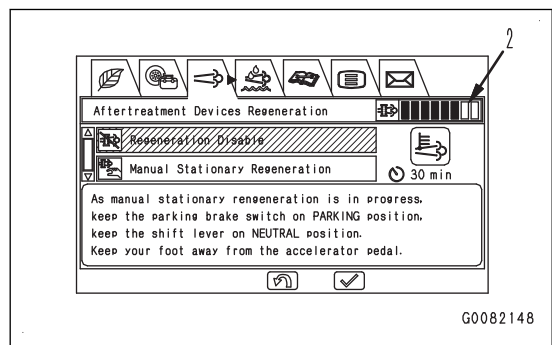 2
Aftertreatment Devices Regeneration
Regeneration Disable
Manual Stationary Regeneration
30 min
As manual stationary rengeneration is in progress,
keep the parking brake switch on PARKING position,
keep the shift lever on NEUTRAL position.
Keep your foot away from the accelerator pedal.
G0082148